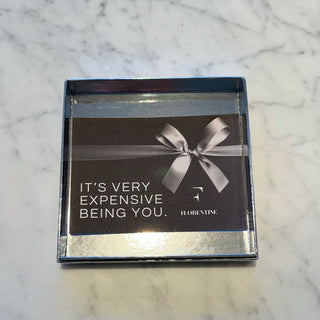 IT'S VERY
EXPENSIVE
BEING YOU.
F
FLORENTINE